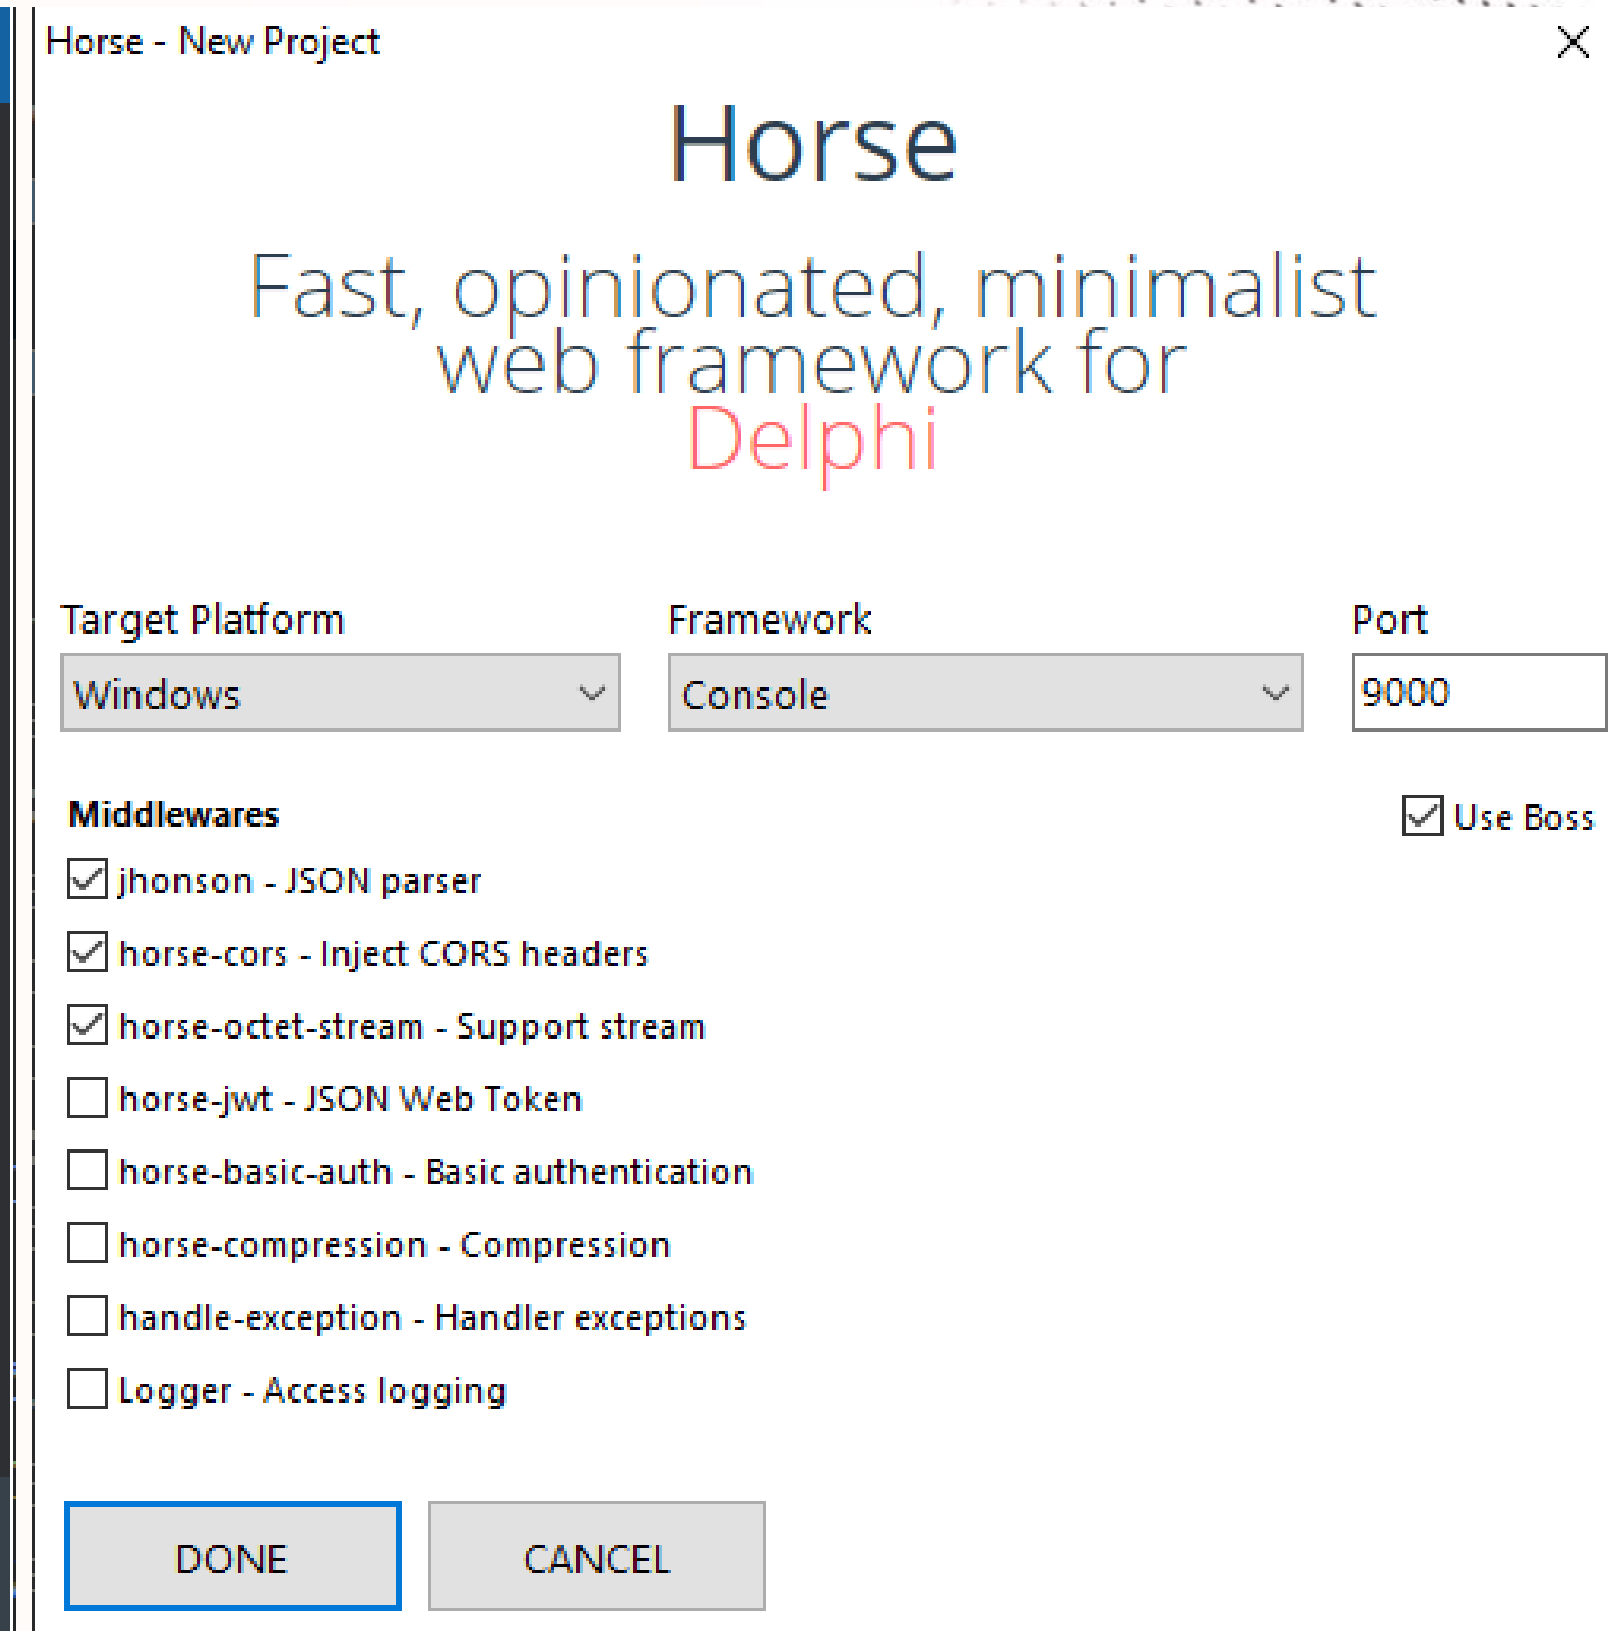 Horse - New Project
Horse
Fast, opinionated, minimalist
web framework for
Delphi
Target Platform
Framework
Port
Windows
Console
9000
Middlewares
Use Boss
jhonson - JSON parser
horse-cors - Inject CORS headers
horse-octet-stream - Support stream
horse-jwt - JSON Web Token
horse-basic-auth - Basic authentication
horse-compression - Compression
handle-exception - Handler exceptions
Logger - Access logging
DONE
CANCEL